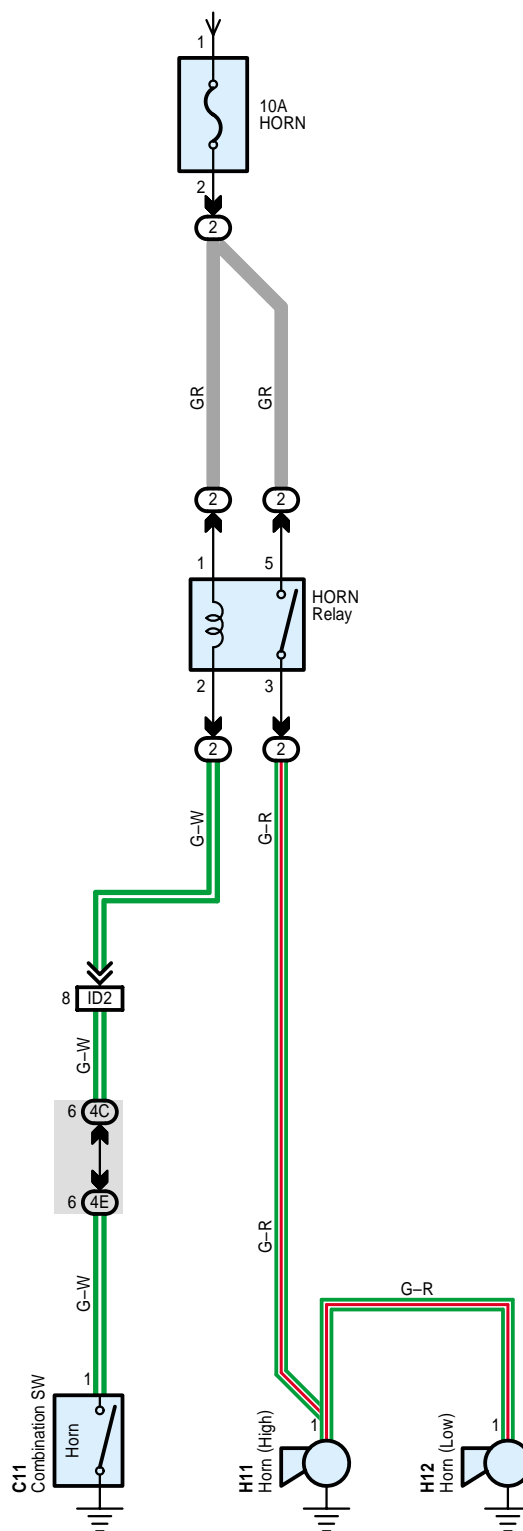 1
10A
HORN
2
2
GR
GR
2
2
1
5
HORN
Relay
2
3
2
2
G–W
G–R
8
ID2
G–W
6
4C
6
4E
G–W
G–R
G–R
1
Horn
C11
Combination SW
1
H11
Horn (High)
1
H12
Horn (Low)